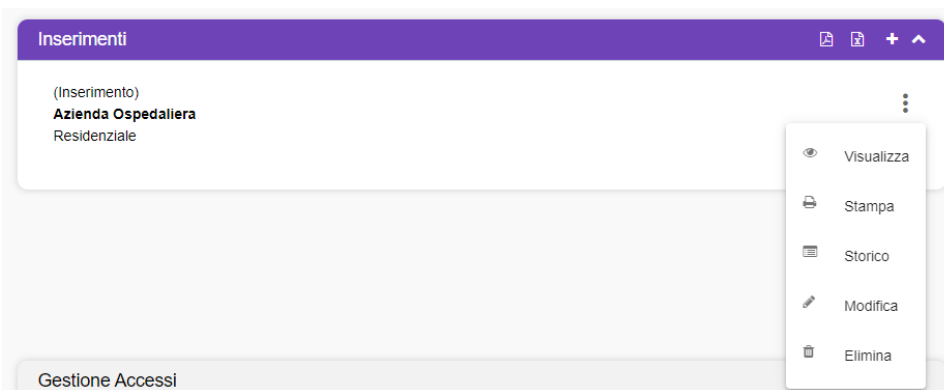 Inserimenti
(Inserimento)
Azienda Ospedaliera
Residenziale
Visualizza
Stampa
Storico
Modifica
Elimina
Gestione Accessi